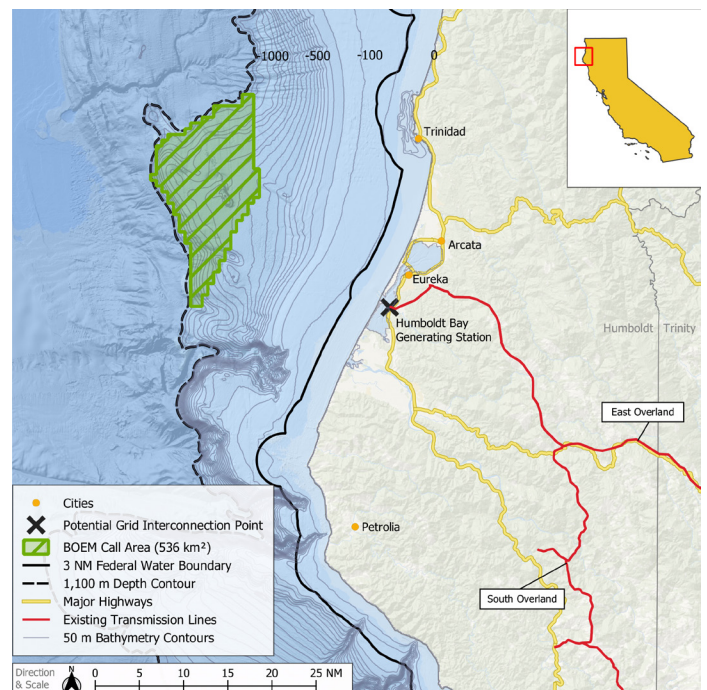 -1000 -500 -100 0
Trinidad
Arcata
Eureka
Humboldt Bay
Generating Station
Humboldt Trinity
East Overland
Petrolia
South Overland
Cities
Potential Grid Interconnection Point
BOEM Call Area (536 km²)
3 NM Federal Water Boundary
1,100 m Depth Contour
Major Highways
Existing Transmission Lines
50 m Bathymetry Contours
Direction
& Scale
N
0 5 10 15 20 25 NM